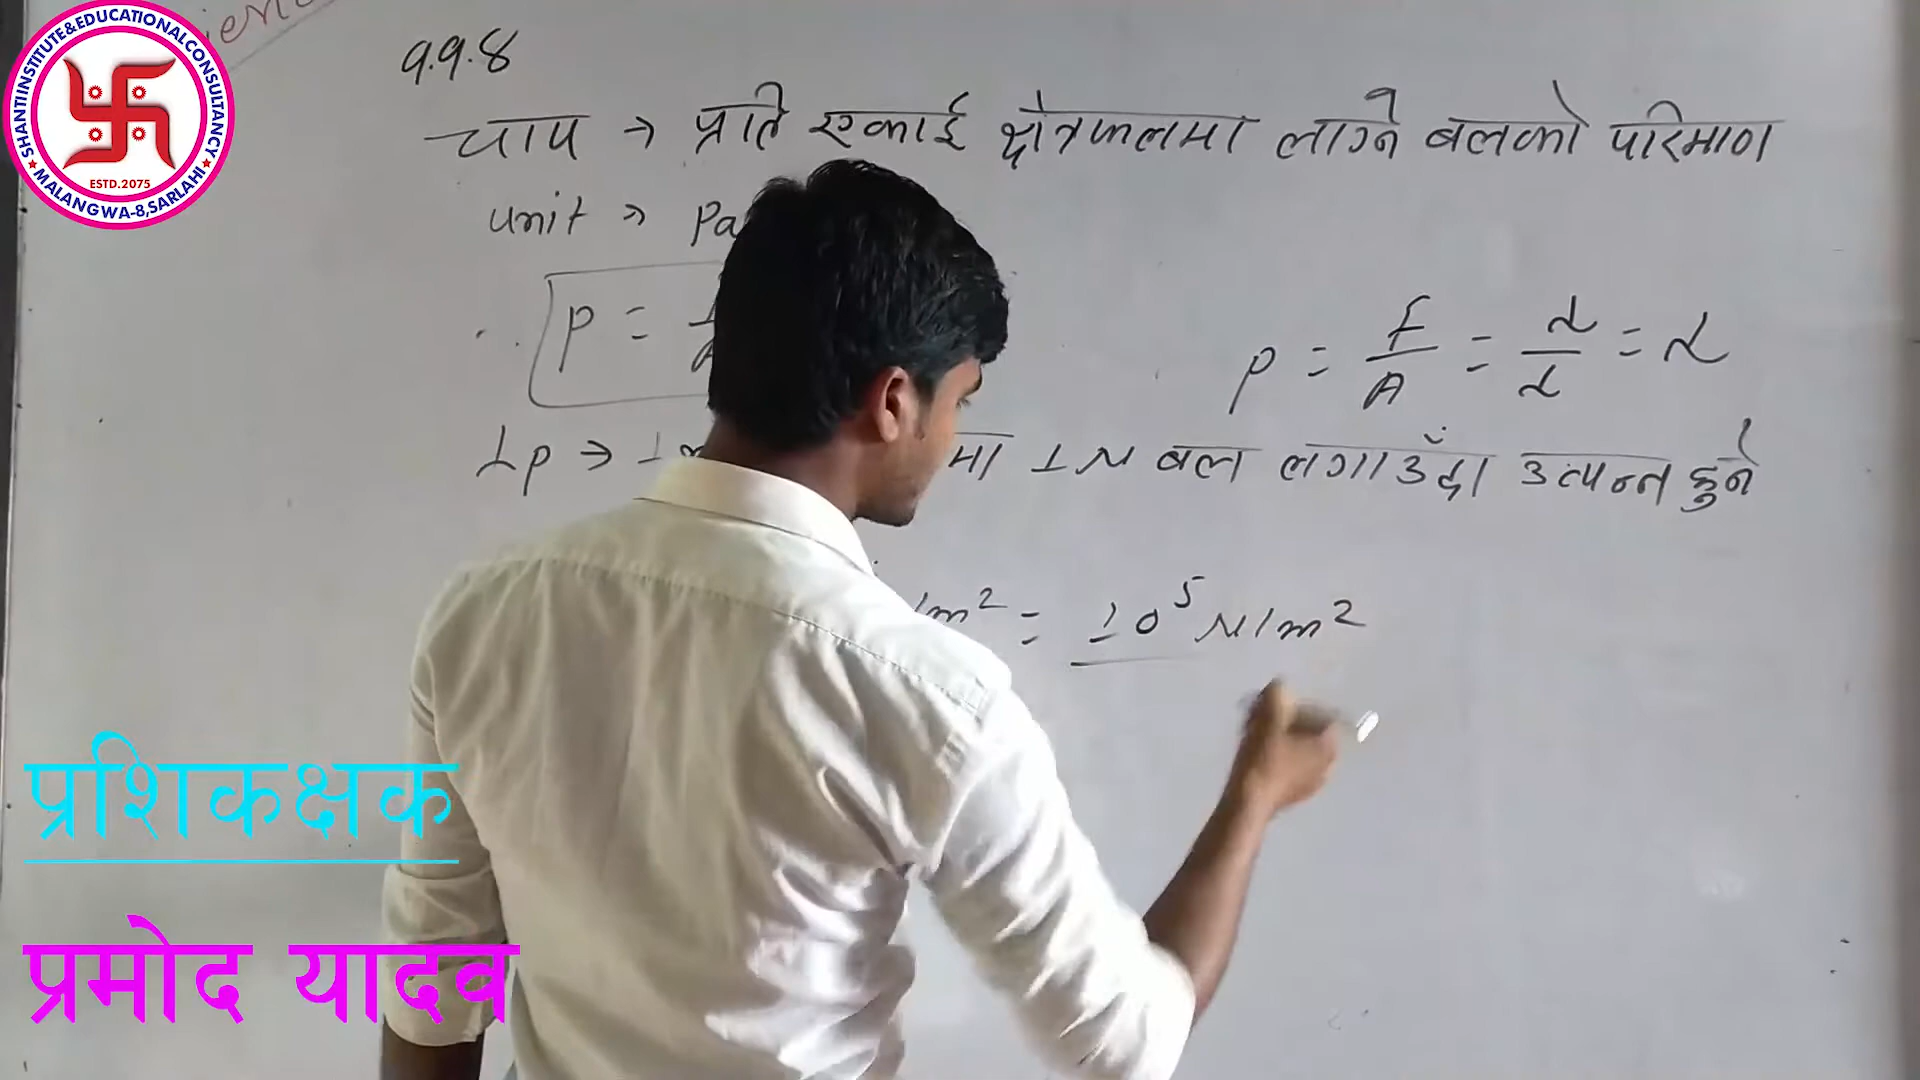 SHANTI INSTITUTE & EDUCATIONAL CONSULTANCY
ESTD.2075
MALANGWA-8, SARLAHI
9.9.8
चाप → प्रति एकाई क्षेत्रफलमा लाग्ने बलको परिमाण
unit → Pa
P =
P = F/A = 1/1 = 1
1P → 1 मा 1N बल लगाउँदा उत्पन्न हुने
/m² = 10⁵ N/m²
प्रशिकक्षक
प्रमोद यादव